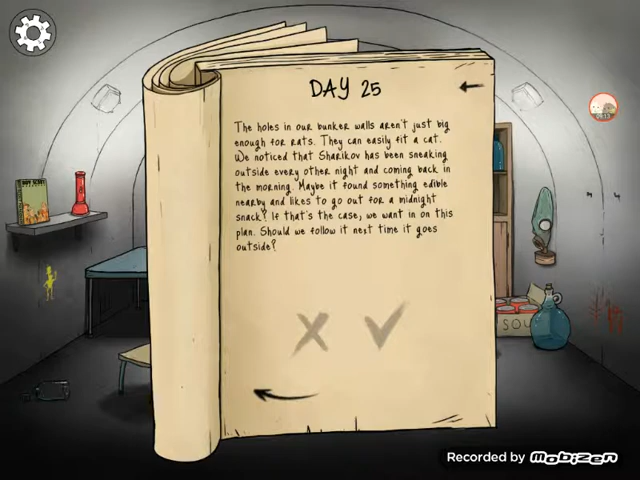 DAY 25
The holes in our bunker walls aren't just big
enough for rats. They can easily fit a cat.
We noticed that Sharikov has been sneaking
outside every other night and coming back in
the morning. Maybe it found something edible
nearby and likes to go out for a midnight
snack? If that's the case, we want in on this
plan. Should we follow it next time it goes
outside?
SOU
Recorded by mobizen